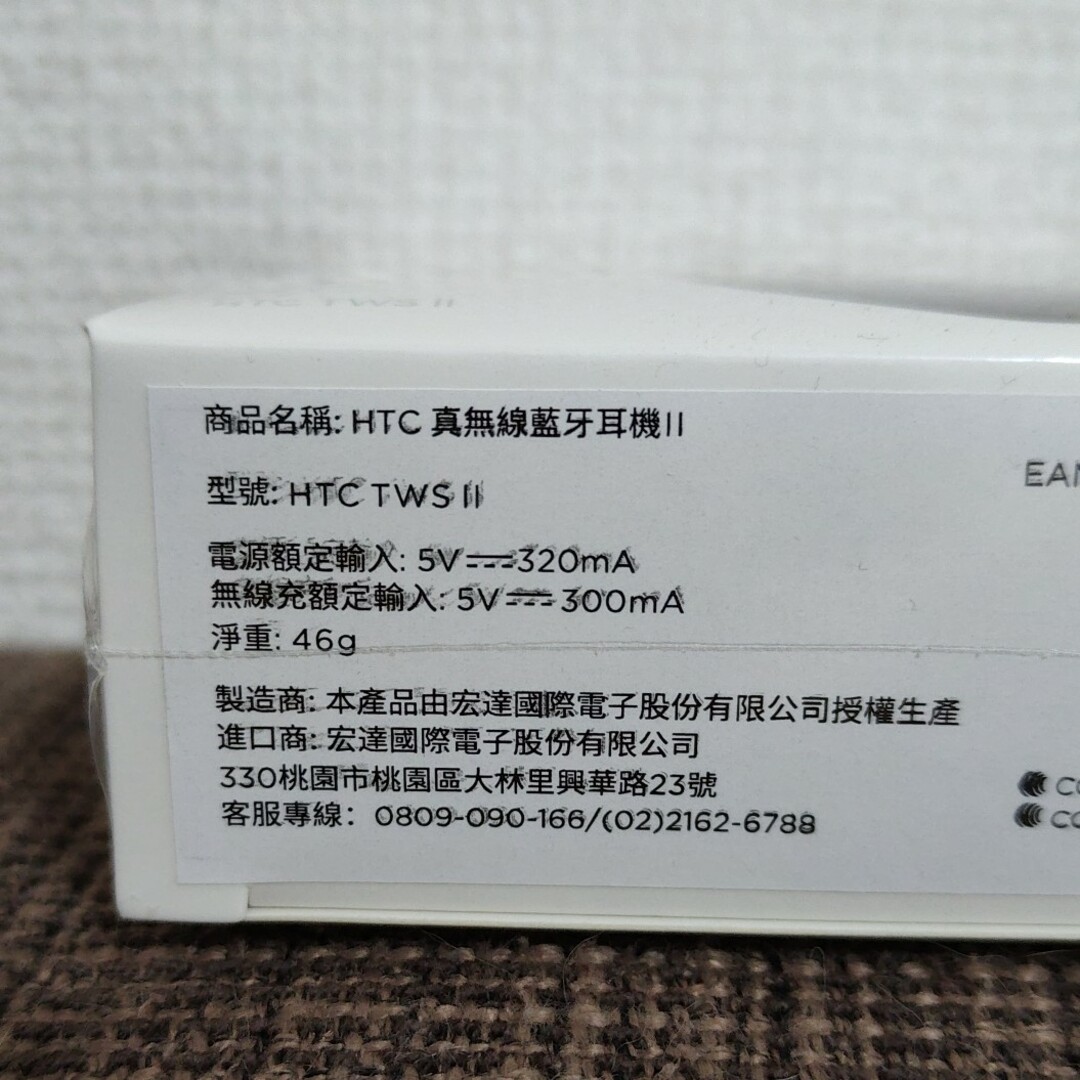 HTC TWS II
商品名稱: HTC 真無線藍牙耳機II
型號: HTC TWS II
電源額定輸入: 5V⎓320mA
無線充額定輸入: 5V⎓300mA
淨重: 46g
製造商: 本產品由宏達國際電子股份有限公司授權生產
進口商: 宏達國際電子股份有限公司
330桃園市桃園區大林里興華路23號
客服專線: 0809-090-166/(02)2162-6788